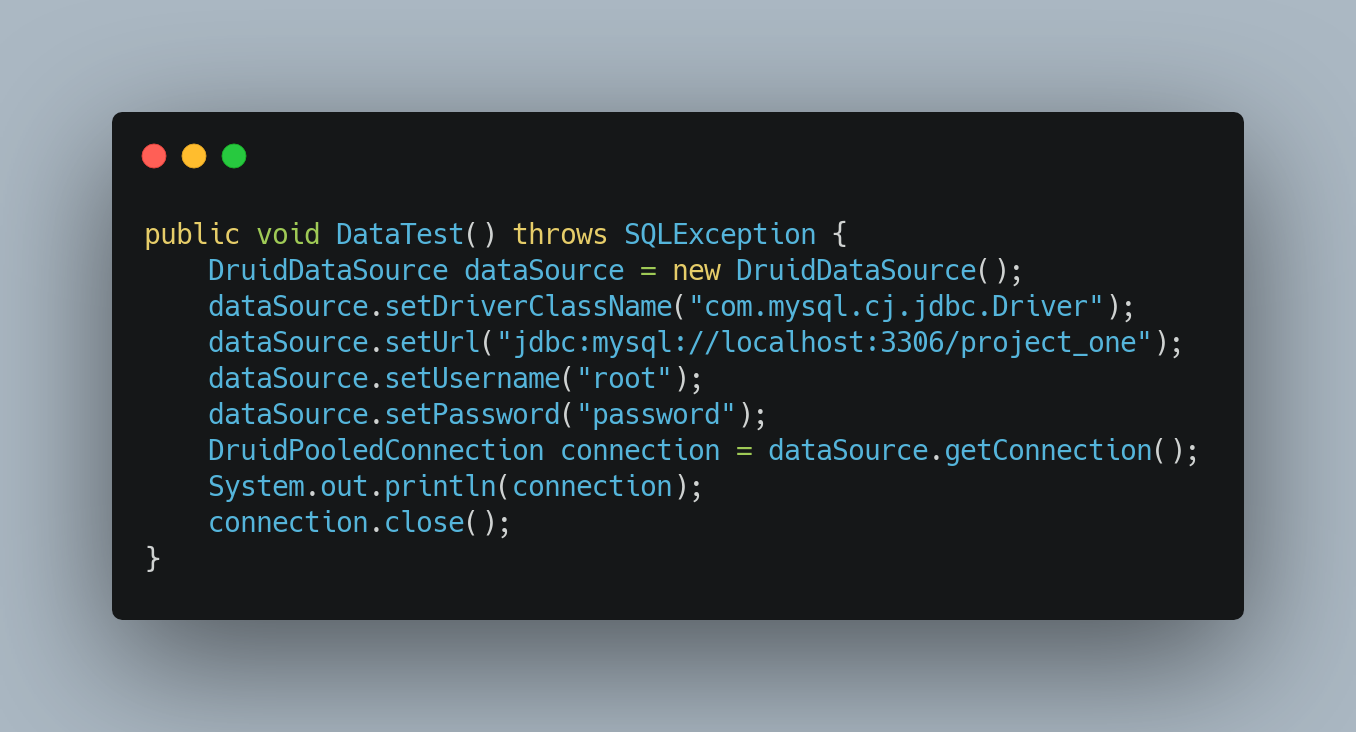 public void DataTest() throws SQLException {
    DruidDataSource dataSource = new DruidDataSource();
    dataSource.setDriverClassName("com.mysql.cj.jdbc.Driver");
    dataSource.setUrl("jdbc:mysql://localhost:3306/project_one");
    dataSource.setUsername("root");
    dataSource.setPassword("password");
    DruidPooledConnection connection = dataSource.getConnection();
    System.out.println(connection);
    connection.close();
}